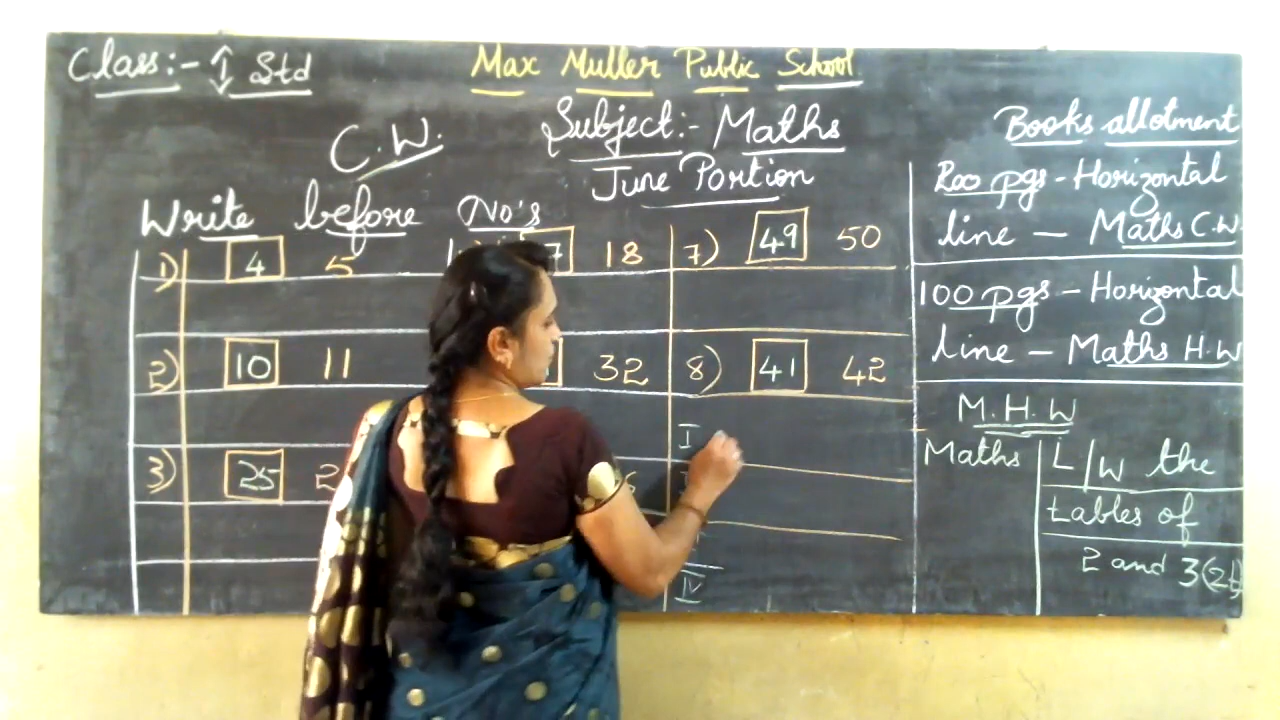 Class:- I Std
Max Muller Public School
Subject:- Maths
June Portion
C.W.
Write before No's
1) 4 5
2) 10 11
3) 25
18
32
7) 49 50
8) 41 42
I
IV
Books allotment
200 pgs - Horizontal
line - Maths C.W.
100 pgs - Horizontal
line - Maths H.W
M.H.W
Maths L/W the
tables of
2 and 3(2t)